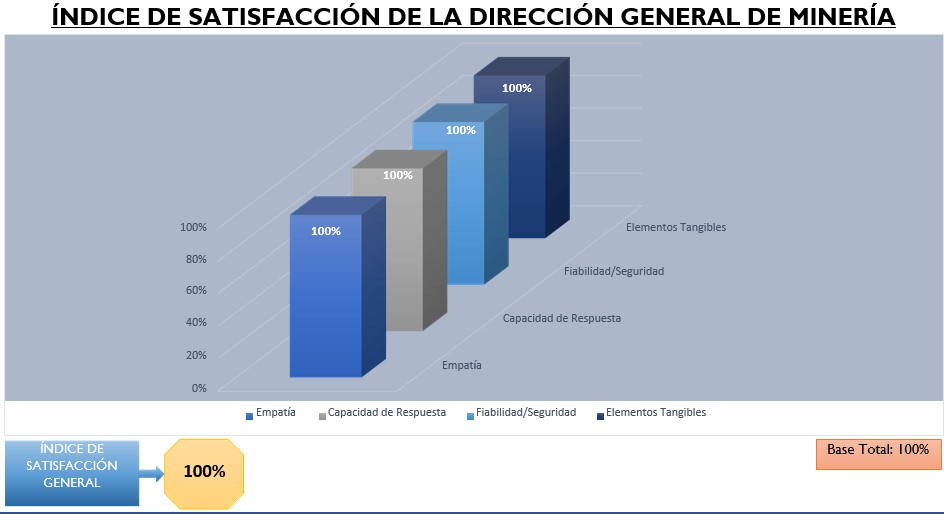 ÍNDICE DE SATISFACCIÓN DE LA DIRECCIÓN GENERAL DE MINERÍA
100%
100%
100%
100%
100%
80%
60%
40%
20%
0%
Elementos Tangibles
Fiabilidad/Seguridad
Capacidad de Respuesta
Empatía
Empatía Capacidad de Respuesta Fiabilidad/Seguridad Elementos Tangibles
ÍNDICE DE
SATISFACCIÓN
GENERAL
100%
Base Total: 100%